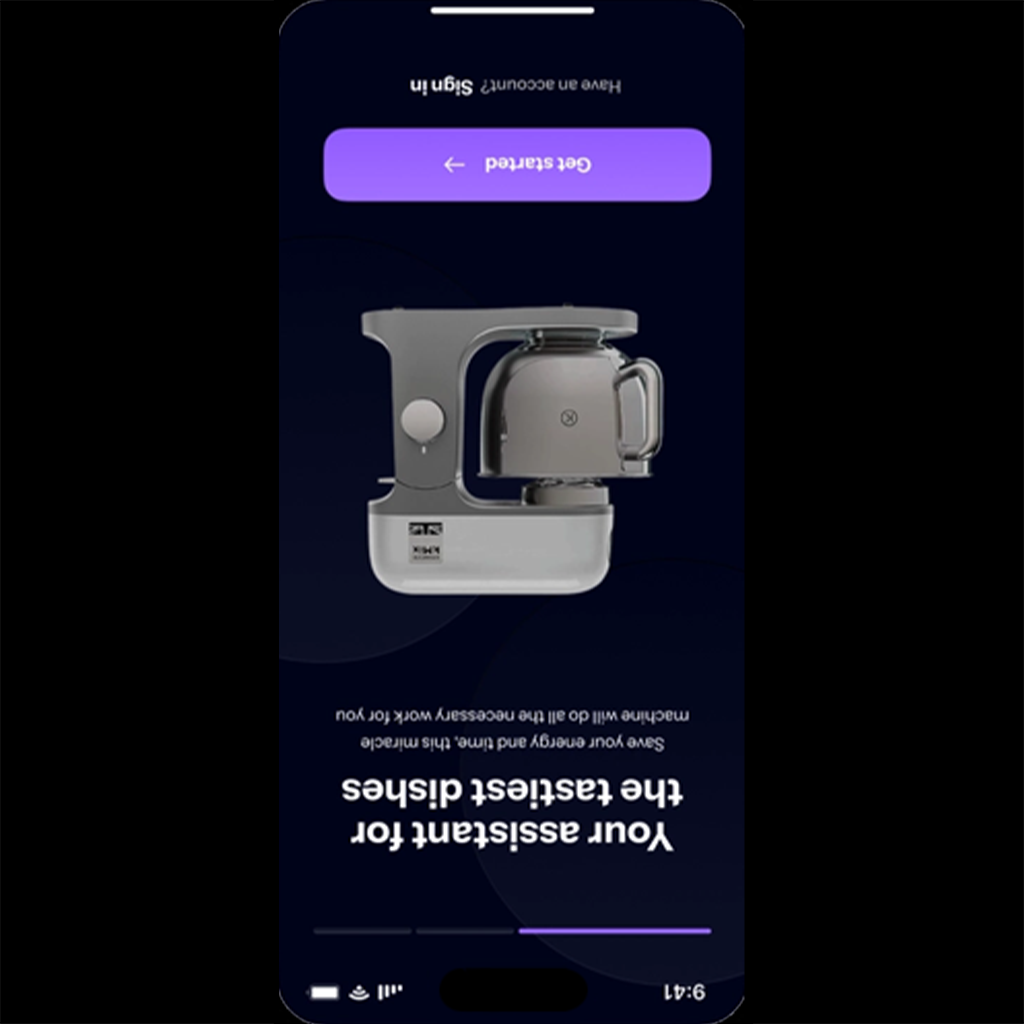 9:41
Your assistant for
the tastiest dishes
Save your energy and time, this miracle
machine will do all the necessary work for you
kMix
K
Get started
Have an account? Sign in